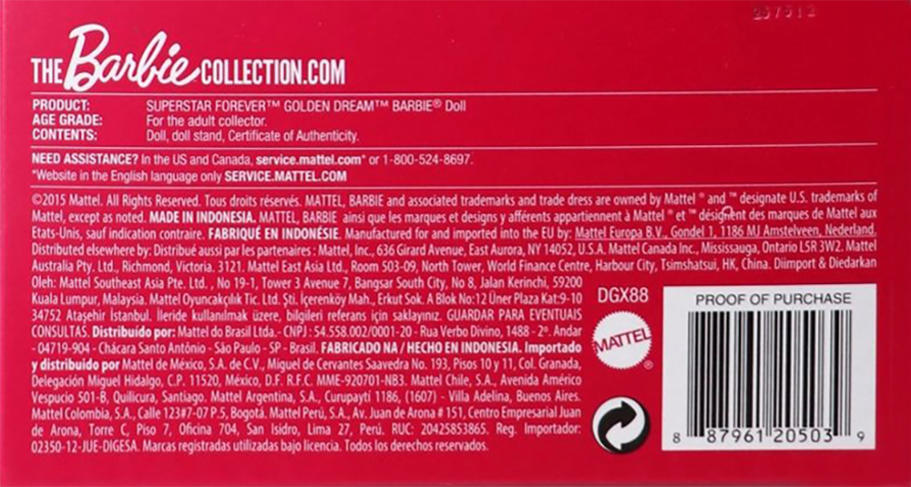 257512
THE Barbie COLLECTION.COM
PRODUCT: SUPERSTAR FOREVER™ GOLDEN DREAM™ BARBIE® Doll
AGE GRADE: For the adult collector.
CONTENTS: Doll, doll stand, Certificate of Authenticity.
NEED ASSISTANCE? In the US and Canada, service.mattel.com* or 1-800-524-8697.
*Website in the English language only SERVICE.MATTEL.COM
©2015 Mattel. All Rights Reserved. Tous droits réservés. MATTEL, BARBIE and associated trademarks and trade dress are owned by Mattel ® and ™ designate U.S. trademarks of
Mattel, except as noted. MADE IN INDONESIA. MATTEL, BARBIE ainsi que les marques et designs y afférents appartiennent à Mattel ® et ™ désignent des marques de Mattel aux
Etats-Unis, sauf indication contraire. FABRIQUÉ EN INDONÉSIE. Manufactured for and imported into the EU by: Mattel Europa B.V., Gondel 1, 1186 MJ Amstelveen, Nederland.
Distributed elsewhere by: Distribué aussi par les partenaires : Mattel, Inc., 636 Girard Avenue, East Aurora, NY 14052, U.S.A. Mattel Canada Inc., Mississauga, Ontario L5R 3W2. Mattel
Australia Pty. Ltd., Richmond, Victoria. 3121. Mattel East Asia Ltd., Room 503-09, North Tower, World Finance Centre, Harbour City, Tsimshatsui, HK, China. Diimport & Diedarkan
Oleh: Mattel Southeast Asia Pte. Ltd. , No 19-1, Tower 3 Avenue 7, Bangsar South City, No 8, Jalan Kerinchi, 59200
Kuala Lumpur, Malaysia. Mattel Oyuncakçılık Tic. Ltd. Şti. İçerenköy Mah., Erkut Sok. A Blok No:12 Üner Plaza Kat:9-10
34752 Ataşehir İstanbul. İleride kullanılmak üzere, bilgileri referans için saklayınız. GUARDAR PARA EVENTUAIS
CONSULTAS. Distribuído por: Mattel do Brasil Ltda.- CNPJ : 54.558.002/0001-20 - Rua Verbo Divino, 1488 - 2º. Andar
- 04719-904 - Chácara Santo Antônio - São Paulo - SP - Brasil. FABRICADO NA / HECHO EN INDONESIA. Importado
y distribuido por Mattel de México, S.A. de C.V., Miguel de Cervantes Saavedra No. 193, Pisos 10 y 11, Col. Granada,
Delegación Miguel Hidalgo, C.P. 11520, México, D.F. R.F.C. MME-920701-NB3. Mattel Chile, S.A., Avenida Américo
Vespucio 501-B, Quilicura, Santiago. Mattel Argentina, S.A., Curupaytí 1186, (1607) - Villa Adelina, Buenos Aires.
Mattel Colombia, S.A., Calle 123#7-07 P.5, Bogotá. Mattel Perú, S.A., Av. Juan de Arona # 151, Centro Empresarial Juan
de Arona, Torre C, Piso 7, Oficina 704, San Isidro, Lima 27, Perú. RUC: 20425853865. Reg. Importador:
02350-12-JUE-DIGESA. Marcas registradas utilizadas bajo licencia. Todos los derechos reservados.
DGX88
MATTEL ®
PROOF OF PURCHASE
8 87961 20503 9